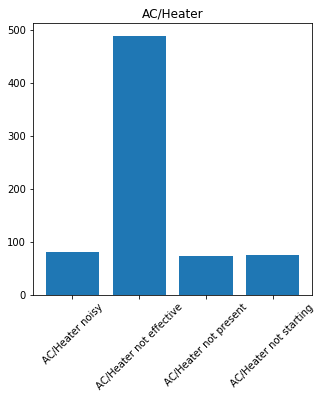 AC/Heater
500
400
300
200
100
0
AC/Heater noisy
AC/Heater not effective
AC/Heater not present
AC/Heater not starting